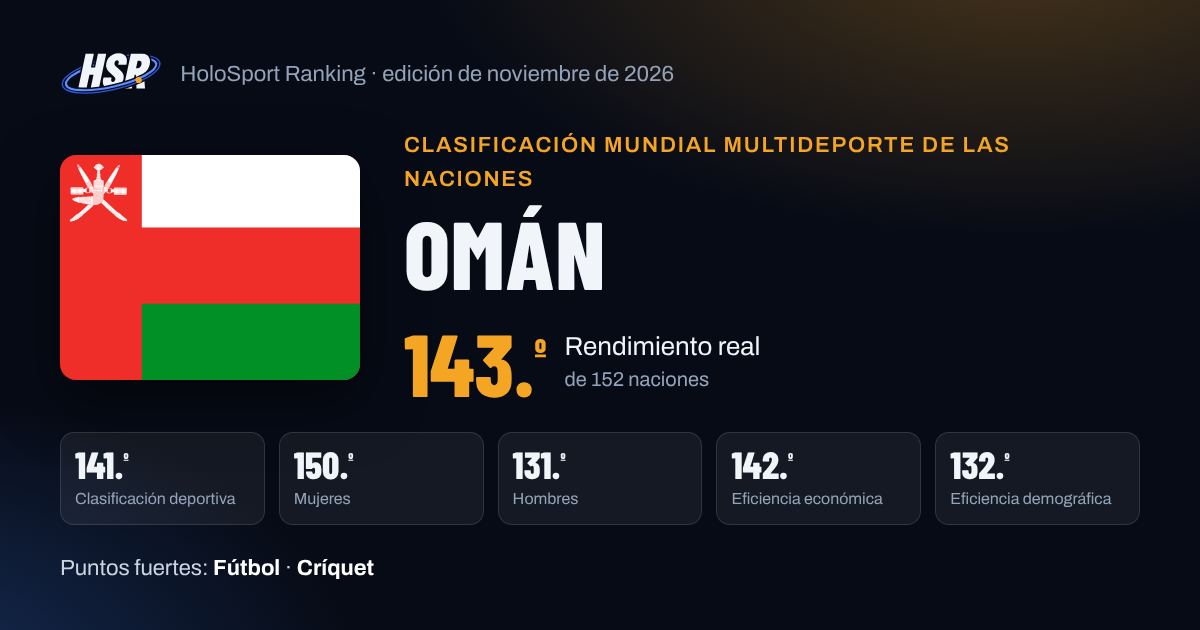 HSR
HoloSport Ranking · edición de noviembre de 2026
CLASIFICACIÓN MUNDIAL MULTIDEPORTE DE LAS
NACIONES
OMÁN
143.º
Rendimiento real
de 152 naciones
141.º
Clasificación deportiva
150.º
Mujeres
131.º
Hombres
142.º
Eficiencia económica
132.º
Eficiencia demográfica
Puntos fuertes: Fútbol · Críquet